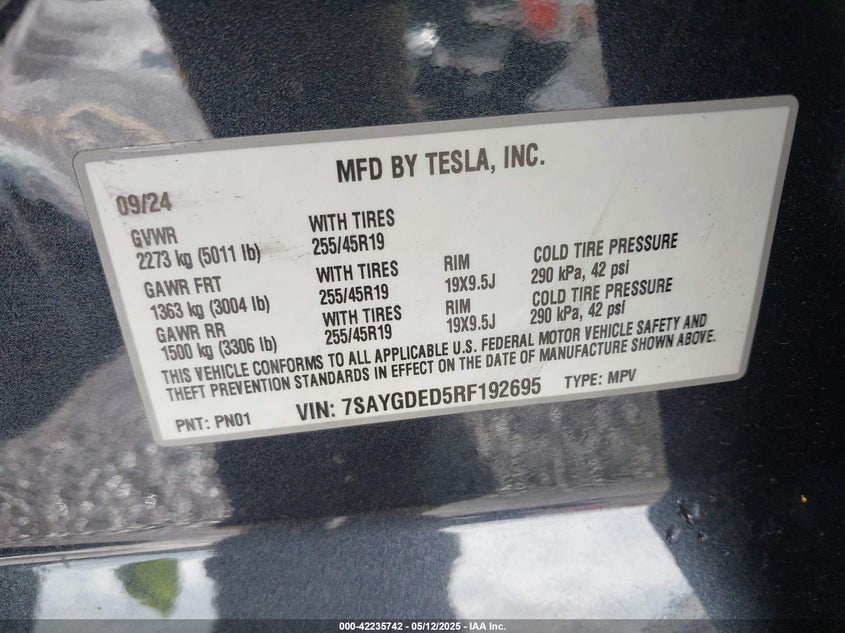 MFD BY TESLA, INC.
09/24
GVWR
2273 kg (5011 lb)
WITH TIRES
255/45R19
GAWR FRT
1363 kg (3004 lb)
WITH TIRES
255/45R19
RIM
19X9.5J
COLD TIRE PRESSURE
290 kPa, 42 psi
GAWR RR
1500 kg (3306 lb)
WITH TIRES
255/45R19
RIM
19X9.5J
COLD TIRE PRESSURE
290 kPa, 42 psi
THIS VEHICLE CONFORMS TO ALL APPLICABLE U.S. FEDERAL MOTOR VEHICLE SAFETY AND
THEFT PREVENTION STANDARDS IN EFFECT ON THE DATE OF MANUFACTURE SHOWN ABOVE.
PNT: PN01 VIN: 7SAYGDED5RF192695 TYPE: MPV
000-42235742 - 05/12/2025 - IAA Inc.